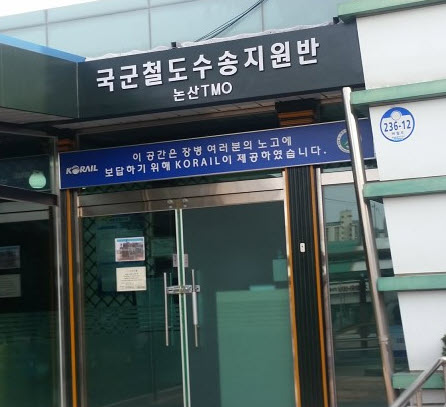 국군철도수송지원반
논산TMO
KORAIL
이 공간은 장병 여러분의 노고에
보답하기 위해 KORAIL이 제공하였습니다.
236-12